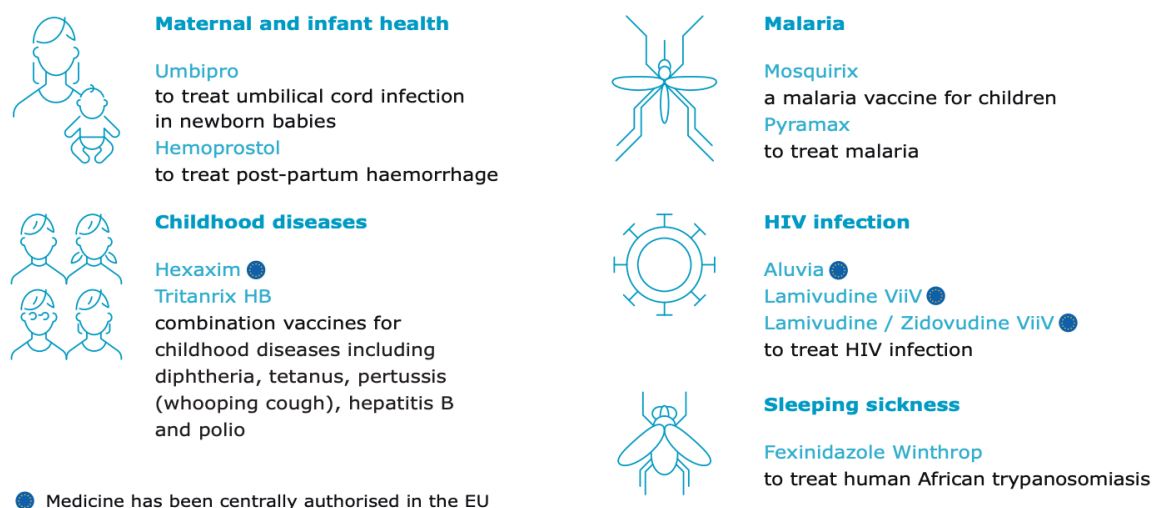 Maternal and infant health
Umbipro
to treat umbilical cord infection
in newborn babies
Hemoprostol
to treat post-partum haemorrhage
Childhood diseases
Hexaxim
Tritanrix HB
combination vaccines for
childhood diseases including
diphtheria, tetanus, pertussis
(whooping cough), hepatitis B
and polio
Medicine has been centrally authorised in the EU
Malaria
Mosquirix
a malaria vaccine for children
Pyramax
to treat malaria
HIV infection
Aluvia
Lamivudine ViiV
Lamivudine / Zidovudine ViiV
to treat HIV infection
Sleeping sickness
Fexinidazole Winthrop
to treat human African trypanosomiasis